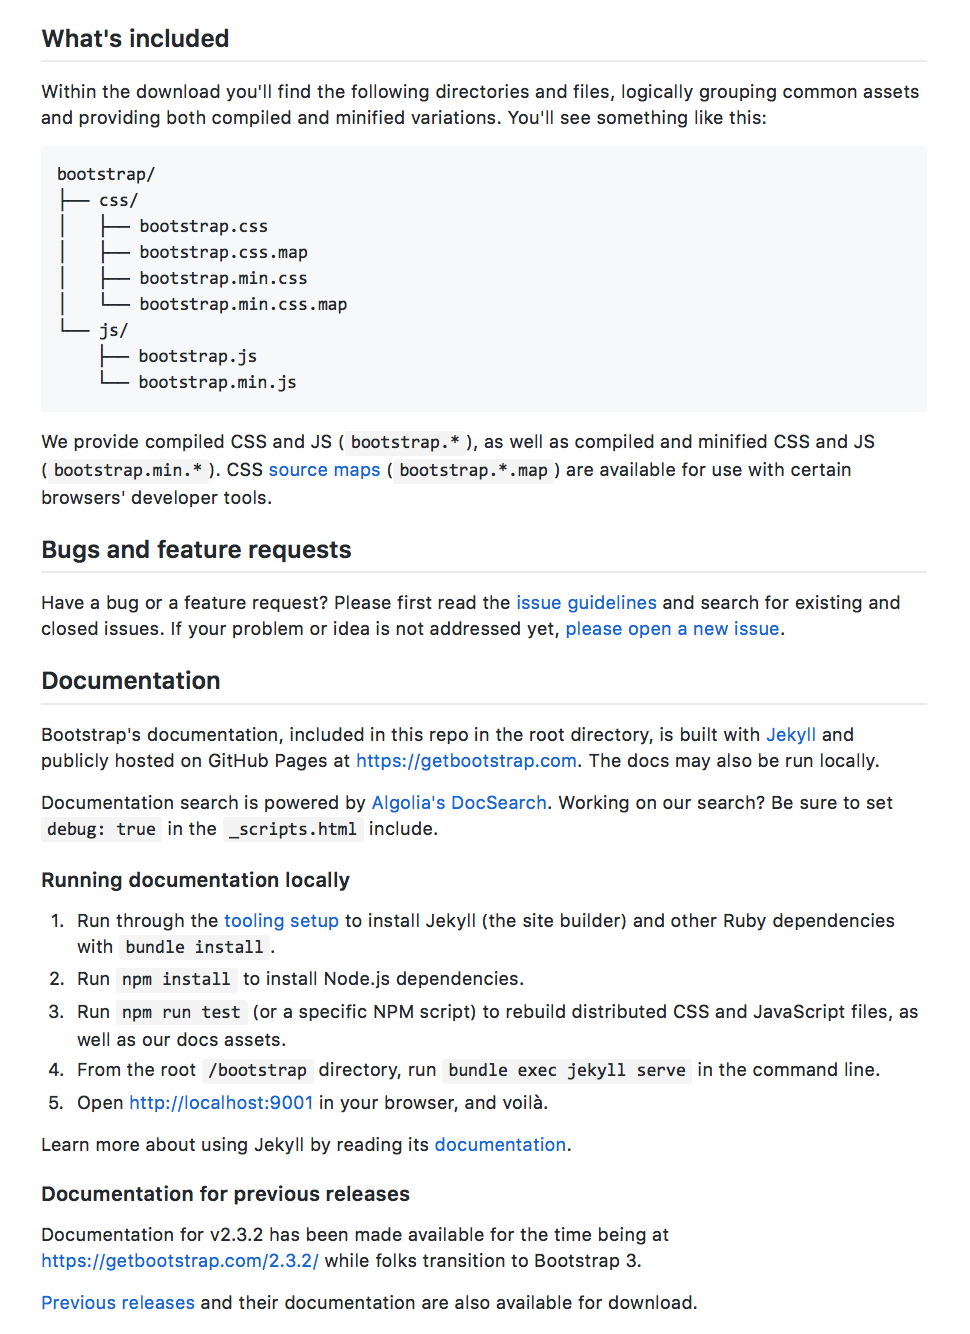 What's included
Within the download you'll find the following directories and files, logically grouping common assets
and providing both compiled and minified variations. You'll see something like this:
bootstrap/
├── css/
│   ├── bootstrap.css
│   ├── bootstrap.css.map
│   ├── bootstrap.min.css
│   └── bootstrap.min.css.map
└── js/
    ├── bootstrap.js
    └── bootstrap.min.js
We provide compiled CSS and JS ( bootstrap.* ), as well as compiled and minified CSS and JS
( bootstrap.min.* ). CSS source maps ( bootstrap.*.map ) are available for use with certain
browsers' developer tools.
Bugs and feature requests
Have a bug or a feature request? Please first read the issue guidelines and search for existing and
closed issues. If your problem or idea is not addressed yet, please open a new issue.
Documentation
Bootstrap's documentation, included in this repo in the root directory, is built with Jekyll and
publicly hosted on GitHub Pages at https://getbootstrap.com. The docs may also be run locally.
Documentation search is powered by Algolia's DocSearch. Working on our search? Be sure to set
debug: true in the _scripts.html include.
Running documentation locally
1. Run through the tooling setup to install Jekyll (the site builder) and other Ruby dependencies
with bundle install .
2. Run npm install to install Node.js dependencies.
3. Run npm run test (or a specific NPM script) to rebuild distributed CSS and JavaScript files, as
well as our docs assets.
4. From the root /bootstrap directory, run bundle exec jekyll serve in the command line.
5. Open http://localhost:9001 in your browser, and voilà.
Learn more about using Jekyll by reading its documentation.
Documentation for previous releases
Documentation for v2.3.2 has been made available for the time being at
https://getbootstrap.com/2.3.2/ while folks transition to Bootstrap 3.
Previous releases and their documentation are also available for download.